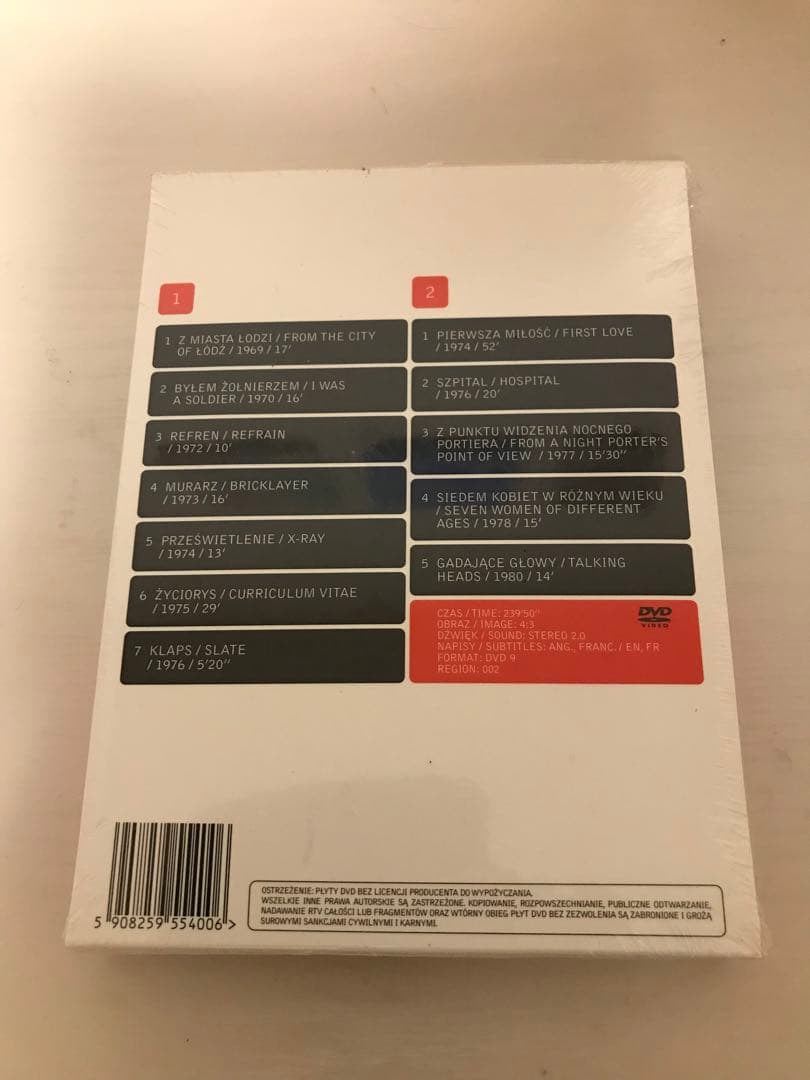 1
1 Z MIASTA ŁODZI / FROM THE CITY
OF ŁÓDŹ / 1969 / 17'
2 BYŁEM ŻOŁNIERZEM / I WAS
A SOLDIER / 1970 / 16'
3 REFREN / REFRAIN
/ 1972 / 10'
4 MURARZ / BRICKLAYER
/ 1973 / 16'
5 PRZEŚWIETLENIE / X-RAY
/ 1974 / 13'
6 ŻYCIORYS / CURRICULUM VITAE
/ 1975 / 29'
7 KLAPS / SLATE
/ 1976 / 5'20"
2
1 PIERWSZA MIŁOŚĆ / FIRST LOVE
/ 1974 / 52'
2 SZPITAL / HOSPITAL
/ 1976 / 20'
3 Z PUNKTU WIDZENIA NOCNEGO
PORTIERA / FROM A NIGHT PORTER'S
POINT OF VIEW / 1977 / 15'30"
4 SIEDEM KOBIET W RÓŻNYM WIEKU
/ SEVEN WOMEN OF DIFFERENT
AGES / 1978 / 15'
5 GADAJĄCE GŁOWY / TALKING
HEADS / 1980 / 14'
CZAS / TIME: 239'50"
OBRAZ / IMAGE: 4:3
DŹWIĘK / SOUND: STEREO 2.0
NAPISY / SUBTITLES: ANG., FRANC. / EN, FR
FORMAT: DVD 9
REGION: 002
DVD
VIDEO
5 908259 554006 >
OSTRZEŻENIE: PŁYTY DVD BEZ LICENCJI PRODUCENTA DO WYPOŻYCZANIA.
WSZELKIE INNE PRAWA AUTORSKIE SĄ ZASTRZEŻONE. KOPIOWANIE, ROZPOWSZECHNIANIE, PUBLICZNE ODTWARZANIE,
NADAWANIE RTV CAŁOŚCI LUB FRAGMENTÓW ORAZ WTÓRNY OBIEG PŁYT DVD BEZ ZEZWOLENIA SĄ ZABRONIONE I GROŻĄ
SUROWYMI SANKCJAMI CYWILNYMI I KARNYMI.